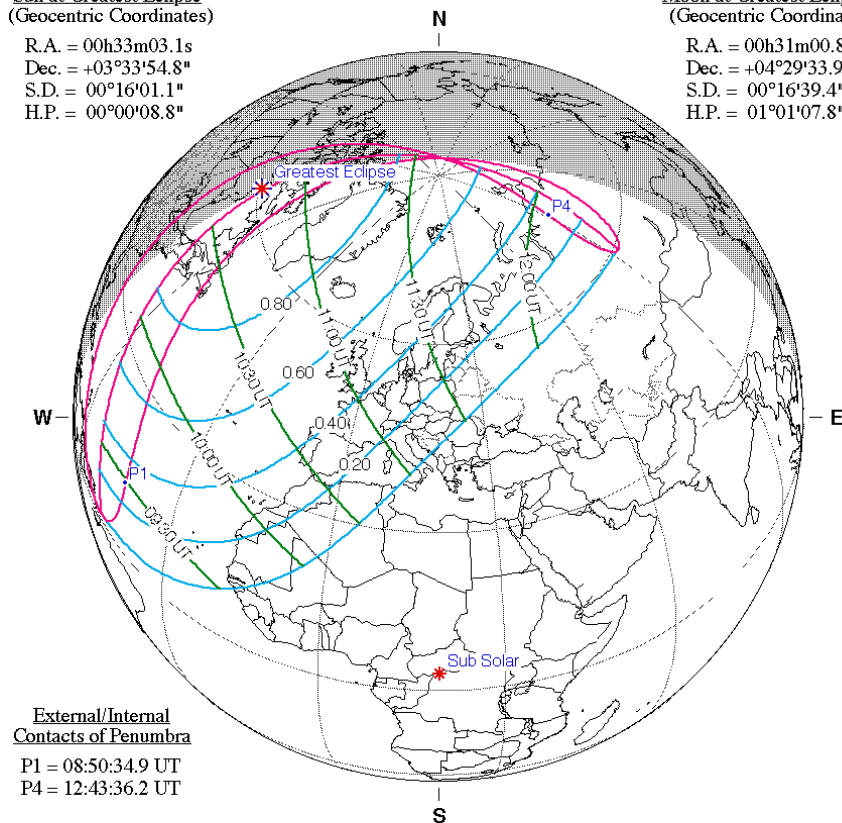 Sun at Greatest Eclipse
(Geocentric Coordinates)
R.A. = 00h33m03.1s
Dec. = +03°33'54.8"
S.D. = 00°16'01.1"
H.P. = 00°00'08.8"
N
(Geocentric Coordina
R.A. = 00h31m00.8
Dec. = +04°29'33.9
S.D. = 00°16'39.4"
H.P. = 01°01'07.8"
Greatest Eclipse
P4
12:00 UT
11:30 UT
11:00 UT
0.80
10:30 UT
0.60
W
E
0.40
10:00 UT
0.20
P1
09:30 UT
Sub Solar
External/Internal
Contacts of Penumbra
P1 = 08:50:34.9 UT
P4 = 12:43:36.2 UT
S